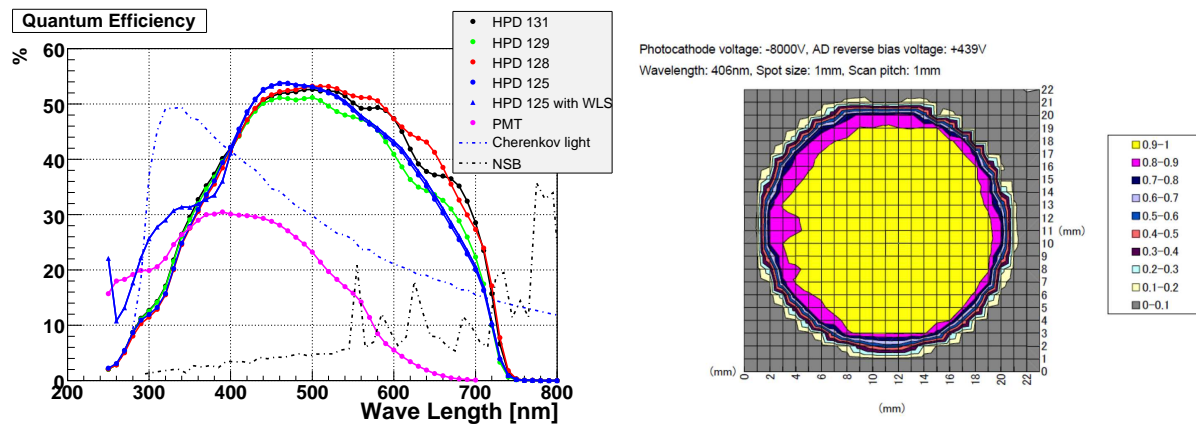 Quantum Efficiency
%
60
50
40
30
20
10
0
200 300 400 500 600 700 800
Wave Length [nm]
HPD 131
HPD 129
HPD 128
HPD 125
HPD 125 with WLS
PMT
Cherenkov light
NSB
Photocathode voltage: -8000V, AD reverse bias voltage: +439V
Wavelength: 406nm, Spot size: 1mm, Scan pitch: 1mm
22
21
20
19
18
17
16
15
14
13
12
11
10
9
8
7
6
5
4
3
2
1
0
(mm)
(mm)
0 2 4 6 8 10 12 14 16 18 20 22
(mm)
0.9-1
0.8-0.9
0.7-0.8
0.6-0.7
0.5-0.6
0.4-0.5
0.3-0.4
0.2-0.3
0.1-0.2
0-0.1